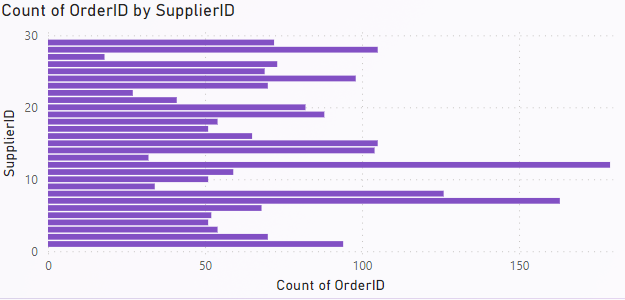 Count of OrderID by SupplierID
30
20
10
0
SupplierID
0 50 100 150
Count of OrderID